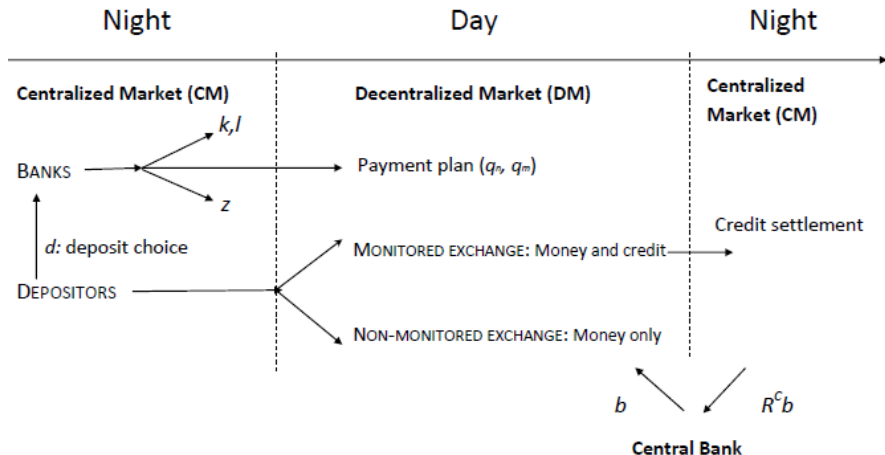 Night Day Night
Centralized Market (CM) Decentralized Market (DM) Centralized
Market (CM)
k,l
BANKS Payment plan (qn, qm)
z
Credit settlement
d: deposit choice
MONITORED EXCHANGE: Money and credit
DEPOSITORS
NON-MONITORED EXCHANGE: Money only
b R^c b
Central Bank